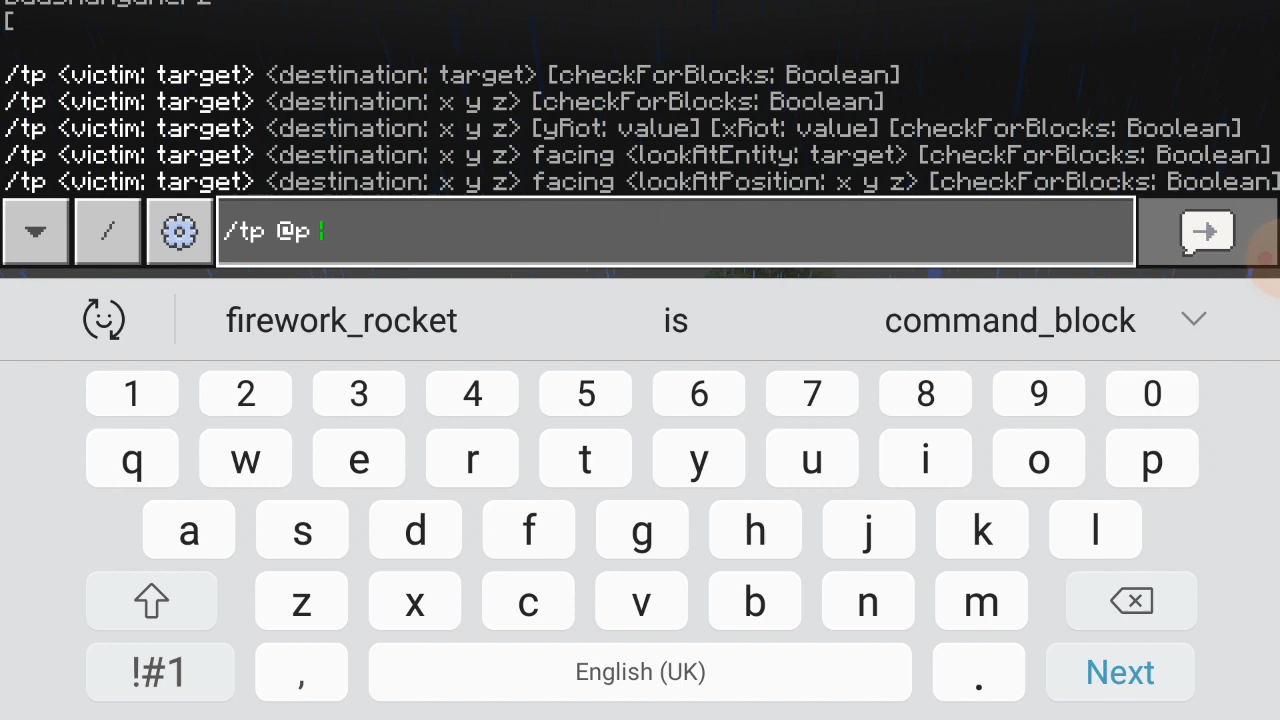 [
/tp <victim: target> <destination: target> [checkForBlocks: Boolean]
/tp <victim: target> <destination: x y z> [checkForBlocks: Boolean]
/tp <victim: target> <destination: x y z> [yRot: value] [xRot: value] [checkForBlocks: Boolean]
/tp <victim: target> <destination: x y z> facing <lookAtEntity: target> [checkForBlocks: Boolean]
/tp <victim: target> <destination: x y z> facing <lookAtPosition: x y z> [checkForBlocks: Boolean]
/ /tp @p
firework_rocket is command_block
1 2 3 4 5 6 7 8 9 0
q w e r t y u i o p
a s d f g h j k l
z x c v b n m
!#1 , English (UK) . Next